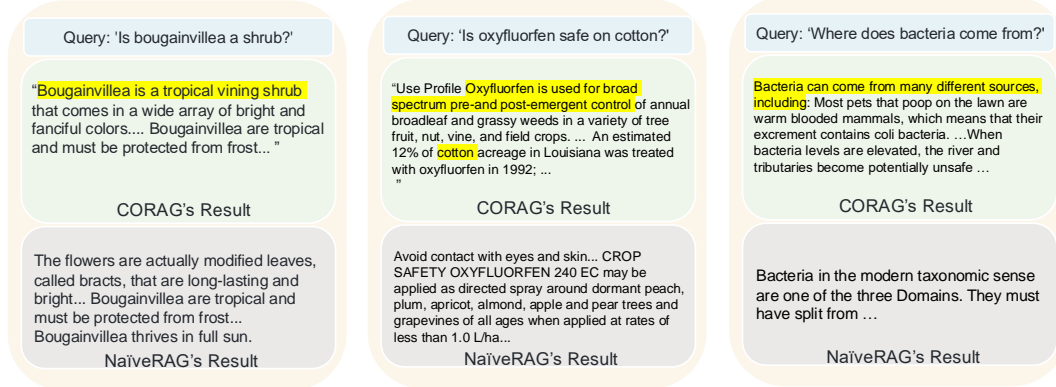 Query: 'Is bougainvillea a shrub?'
“Bougainvillea is a tropical vining shrub
that comes in a wide array of bright and
fanciful colors.... Bougainvillea are tropical
and must be protected from frost... ”
CORAG's Result
The flowers are actually modified leaves,
called bracts, that are long-lasting and
bright... Bougainvillea are tropical and
must be protected from frost...
Bougainvillea thrives in full sun.
NaïveRAG's Result
Query: 'Is oxyfluorfen safe on cotton?'
“Use Profile Oxyfluorfen is used for broad
spectrum pre-and post-emergent control of annual
broadleaf and grassy weeds in a variety of tree
fruit, nut, vine, and field crops. ... An estimated
12% of cotton acreage in Louisiana was treated
with oxyfluorfen in 1992; ...
”
CORAG's Result
Avoid contact with eyes and skin... CROP
SAFETY OXYFLUORFEN 240 EC may be
applied as directed spray around dormant peach,
plum, apricot, almond, apple and pear trees and
grapevines of all ages when applied at rates of
less than 1.0 L/ha...
NaïveRAG's Result
Query: 'Where does bacteria come from?'
Bacteria can come from many different sources,
including: Most pets that poop on the lawn are
warm blooded mammals, which means that their
excrement contains coli bacteria. …When
bacteria levels are elevated, the river and
tributaries become potentially unsafe …
CORAG's Result
Bacteria in the modern taxonomic sense
are one of the three Domains. They must
have split from …
NaïveRAG's Result